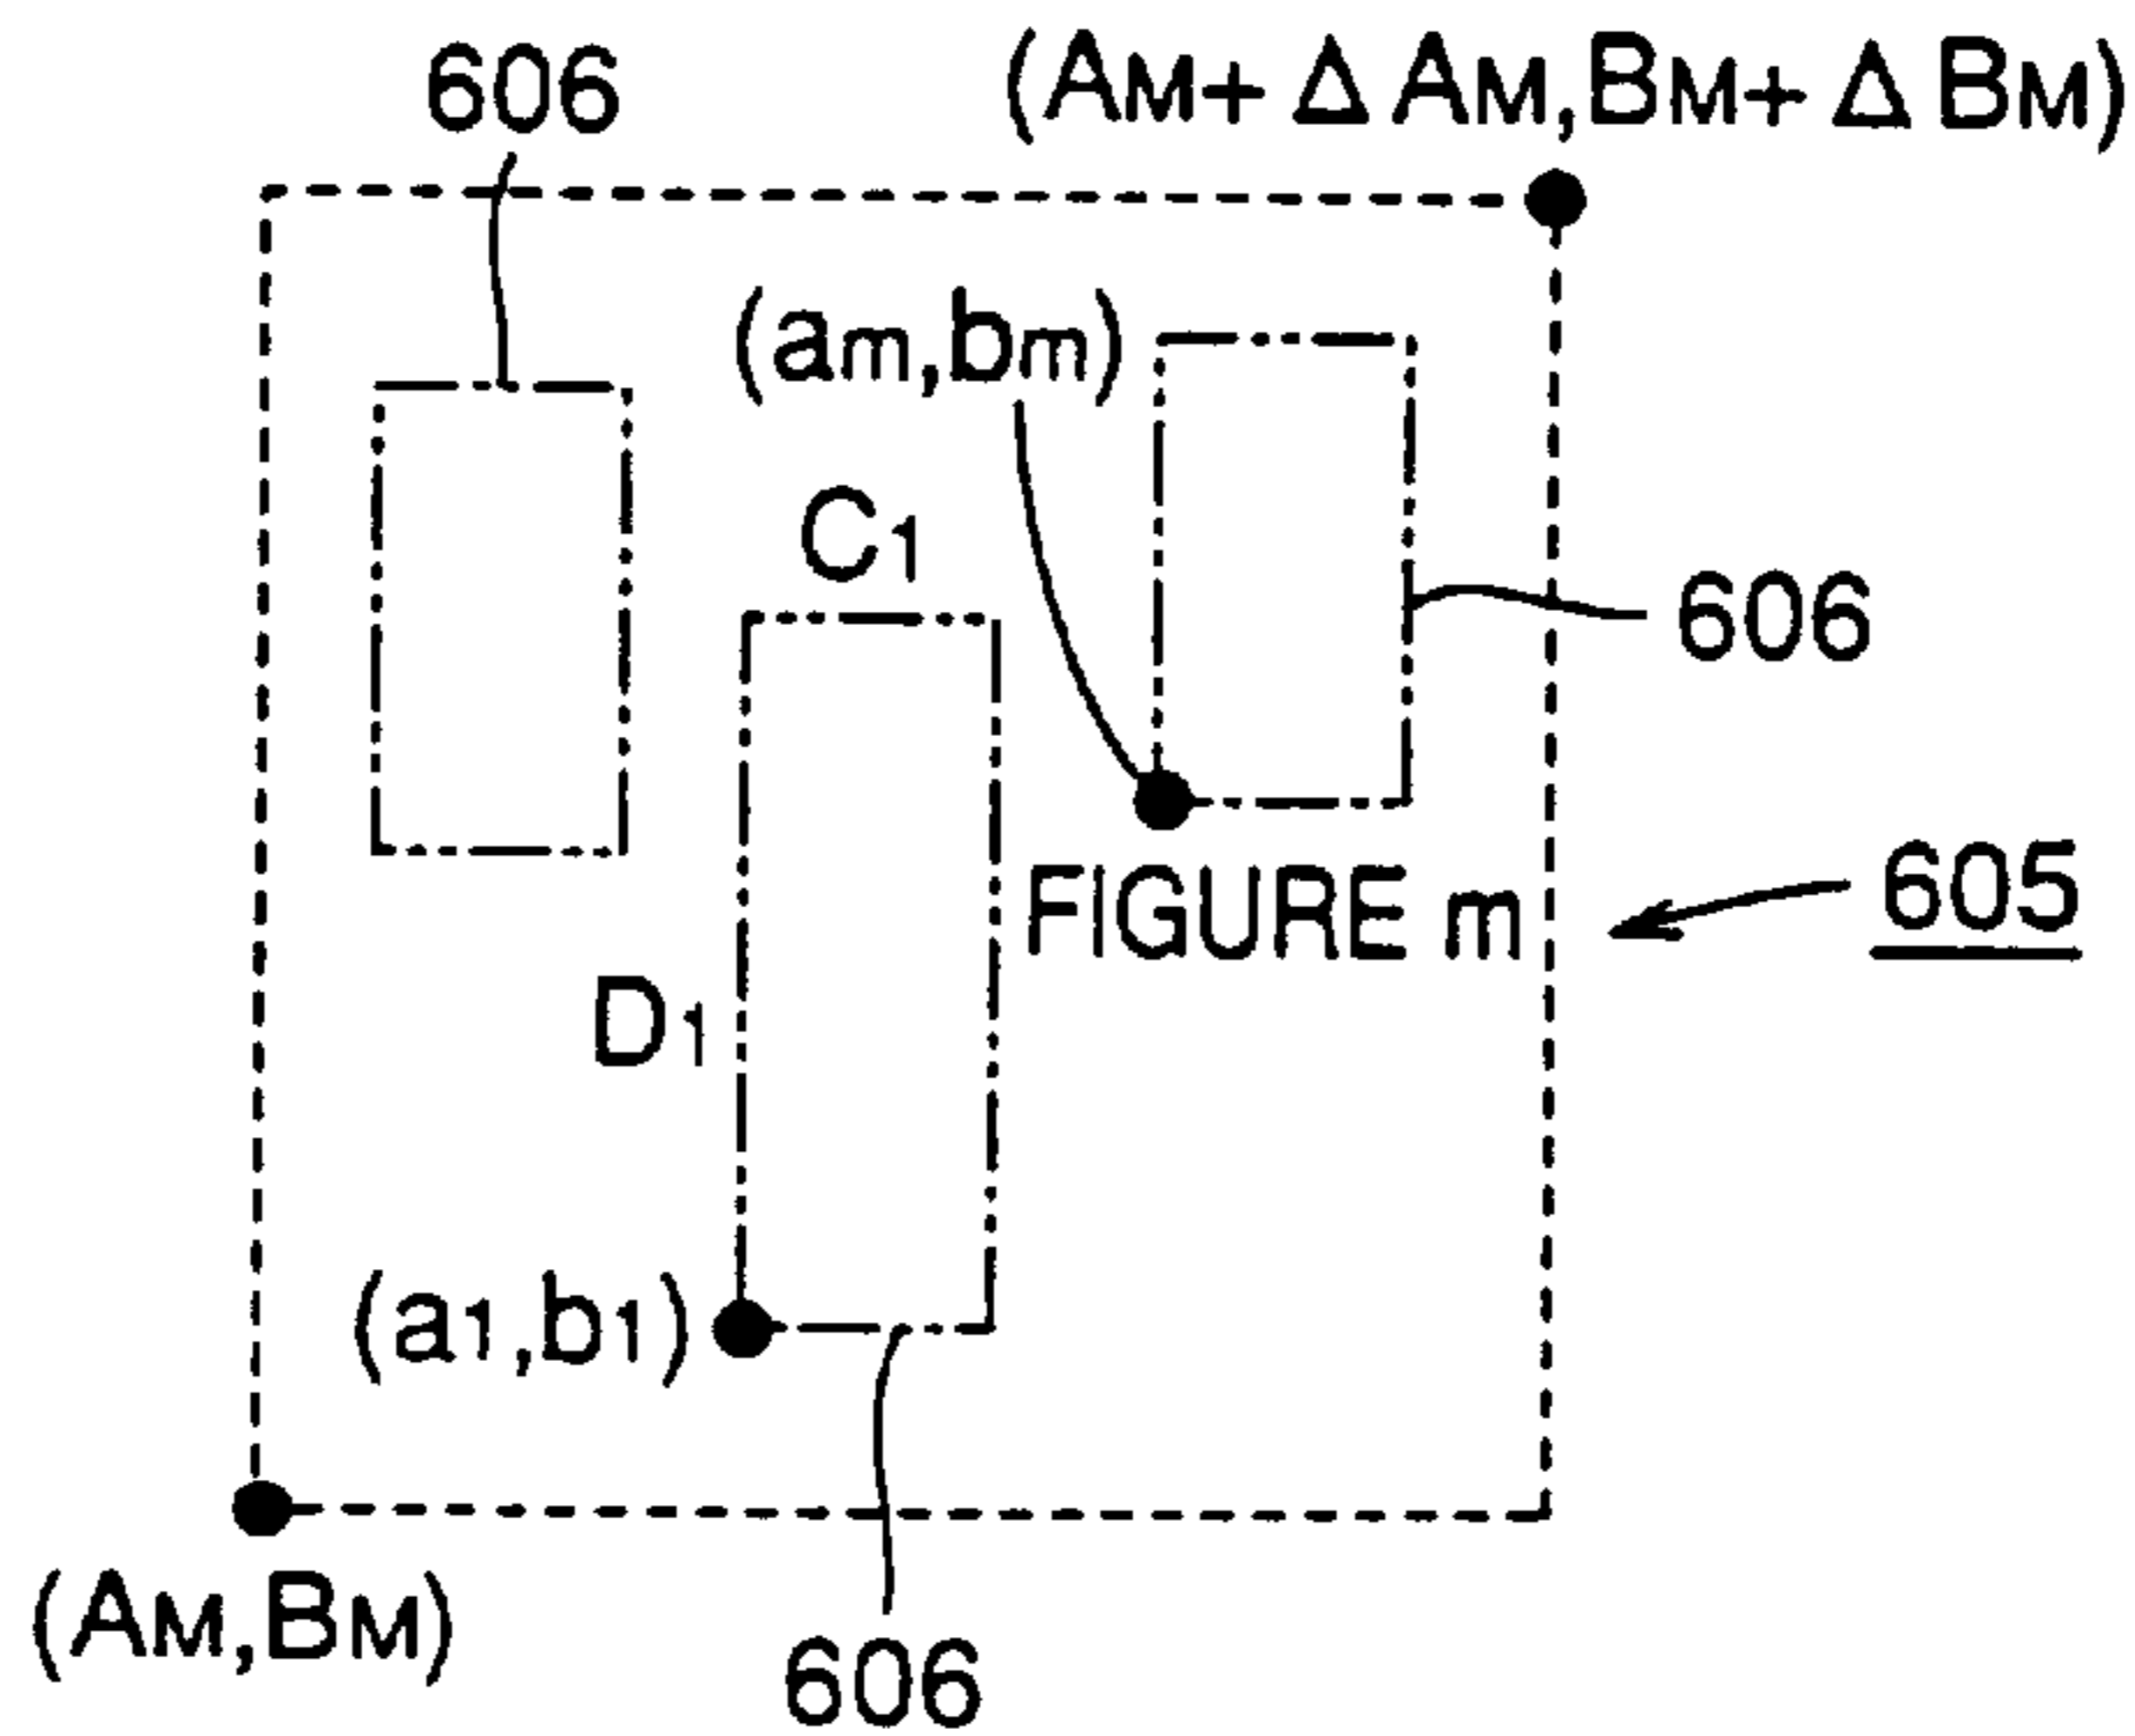 606
(AM+ΔAM,BM+ΔBM)
(am,bm)
C1
606
FIGURE m
605
D1
(a1,b1)
(AM,BM)
606